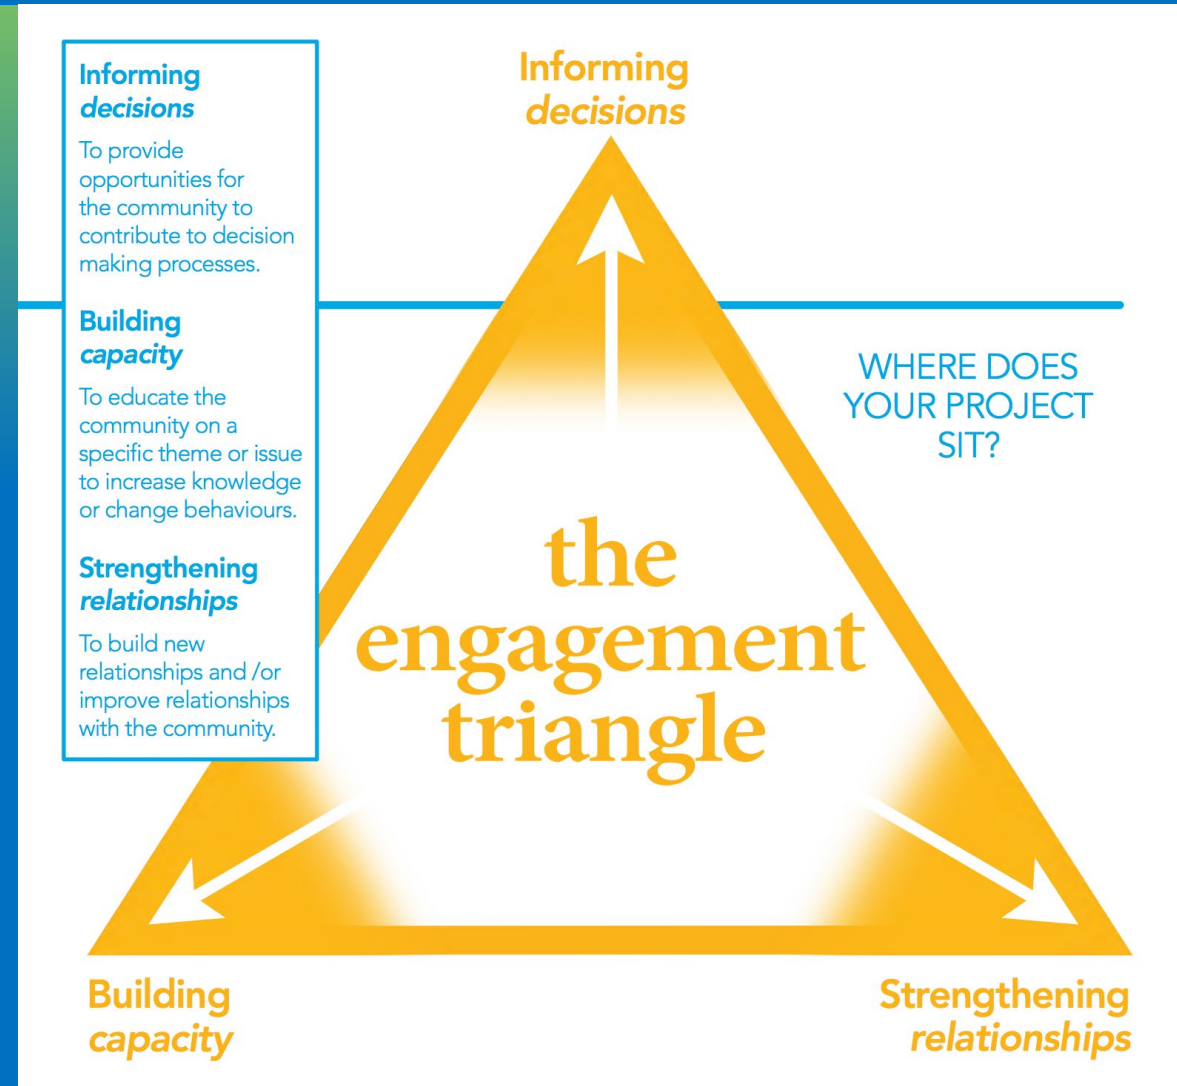 Informing
decisions
To provide
opportunities for
the community to
contribute to decision
making processes.
Building
capacity
To educate the
community on a
specific theme or issue
to increase knowledge
or change behaviours.
Strengthening
relationships
To build new
relationships and /or
improve relationships
with the community.
Informing
decisions
WHERE DOES
YOUR PROJECT
SIT?
the
engagement
triangle
Building
capacity
Strengthening
relationships